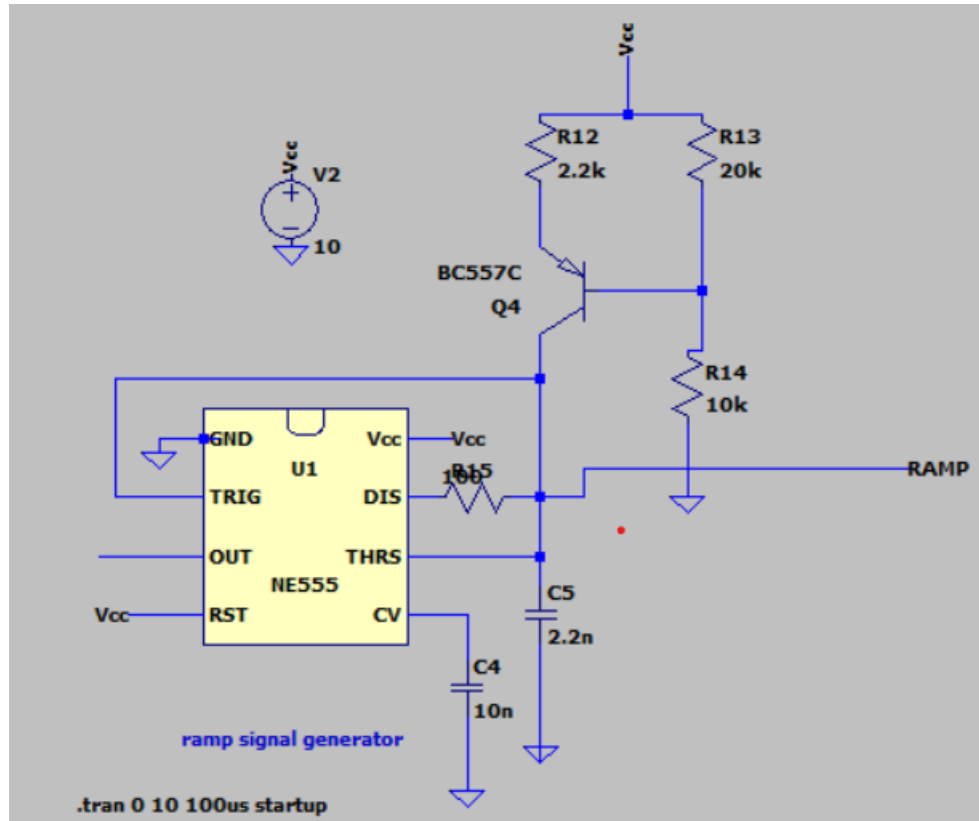 Vcc
R12
2.2k
R13
20k
Vcc
V2
10
BC557C
Q4
R14
10k
GND
Vcc
Vcc
U1
R15
100
TRIG
DIS
RAMP
OUT
THRS
NE555
Vcc
RST
CV
C5
2.2n
C4
10n
ramp signal generator
.tran 0 10 100us startup